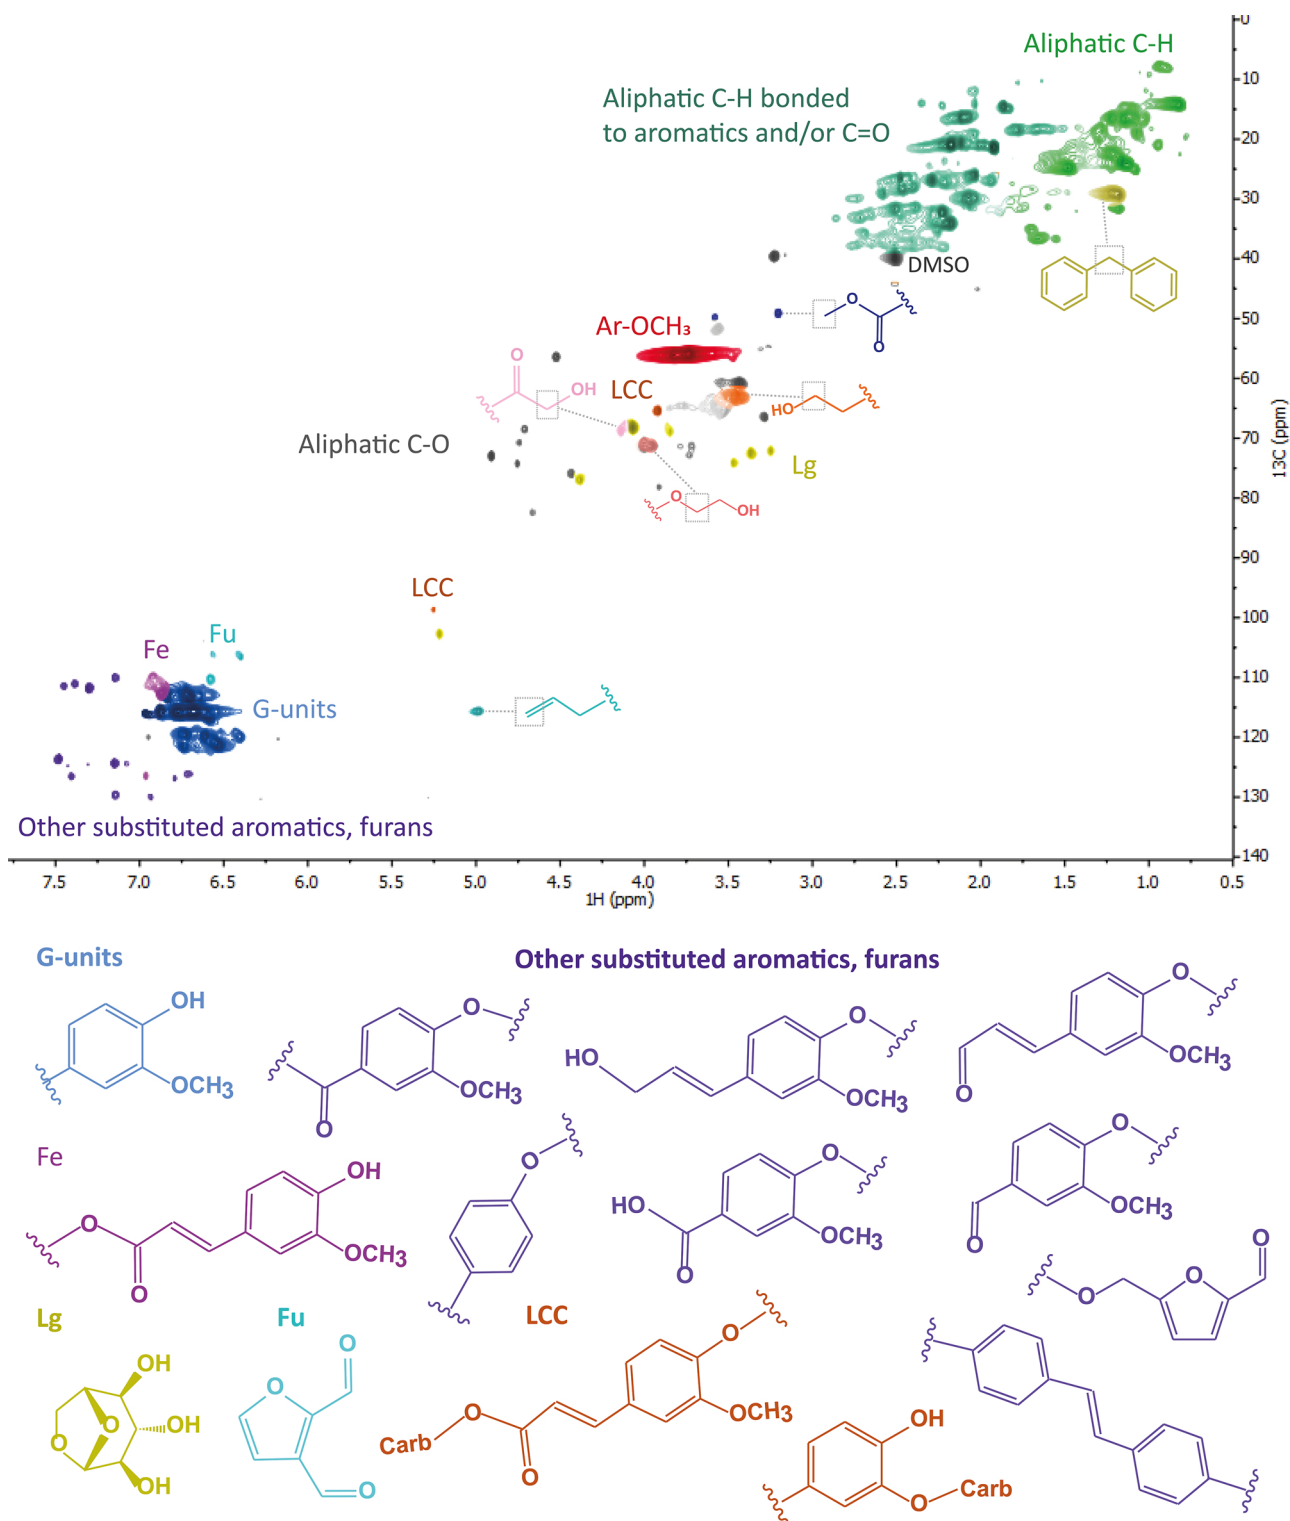 Aliphatic C-H
Aliphatic C-H bonded
to aromatics and/or C=O
DMSO
O
O
Ar-OCH₃
O
OH
LCC
HO
Aliphatic C-O
Lg
O
OH
LCC
Fu
Fe
G-units
Other substituted aromatics, furans
0
10
20
30
40
50
60
70
80
90
100
110
120
130
140
13C (ppm)
7.5 7.0 6.5 6.0 5.5 5.0 4.5 4.0 3.5 3.0 2.5 2.0 1.5 1.0 0.5
1H (ppm)
G-units
OH
OCH3
Other substituted aromatics, furans
O
OCH3
O
HO
O
OCH3
O
OCH3
O
Fe
O
OH
OCH3
O
O
HO
O
O
OCH3
O
OCH3
O
O
O
O
Lg
OH
O
OH
O
OH
Fu
O
O
O
LCC
Carb
O
O
O
OCH3
OH
O
Carb